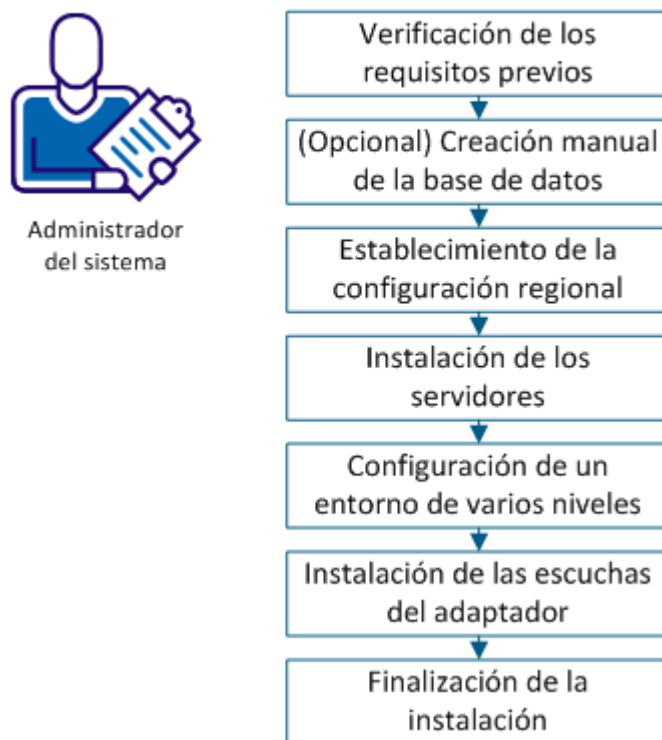 Administrador
del sistema
Verificación de los
requisitos previos
(Opcional) Creación manual
de la base de datos
Establecimiento de la
configuración regional
Instalación de los
servidores
Configuración de un
entorno de varios niveles
Instalación de las escuchas
del adaptador
Finalización de la
instalación